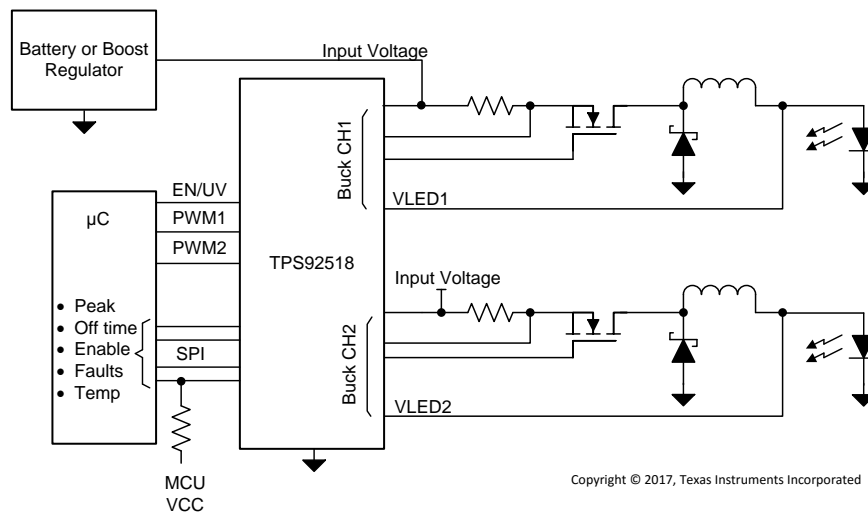 Battery or Boost
Regulator
Input Voltage
Buck CH1
VLED1
µC
EN/UV
PWM1
PWM2
TPS92518
Input Voltage
• Peak
• Off time
• Enable
• Faults
• Temp
SPI
Buck CH2
VLED2
MCU
VCC
Copyright © 2017, Texas Instruments Incorporated